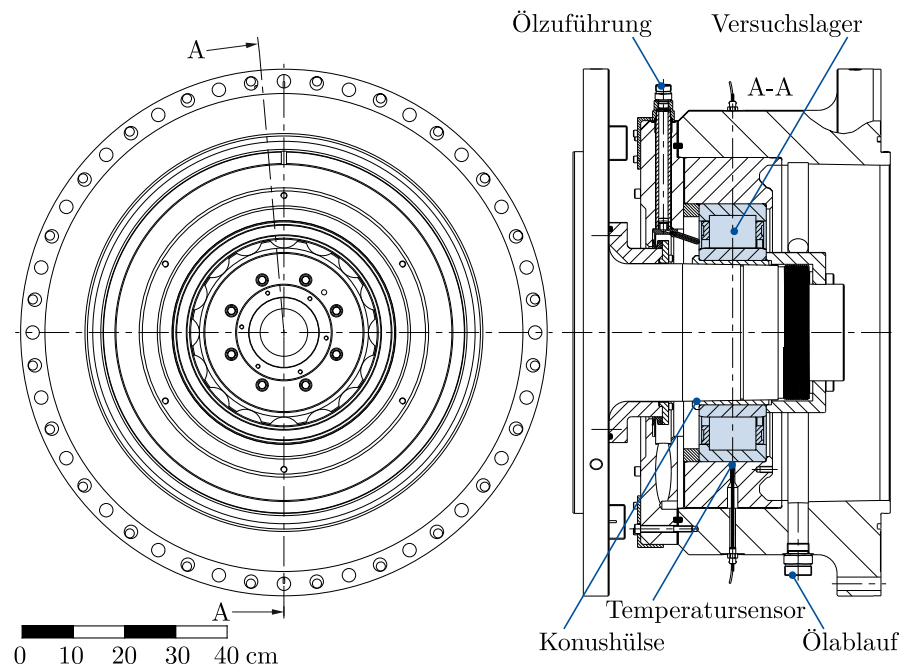 Ölzuführung
Versuchslager
A
A-A
A
Temperatursensor
Konushülse
Ölablauf
0 10 20 30 40 cm